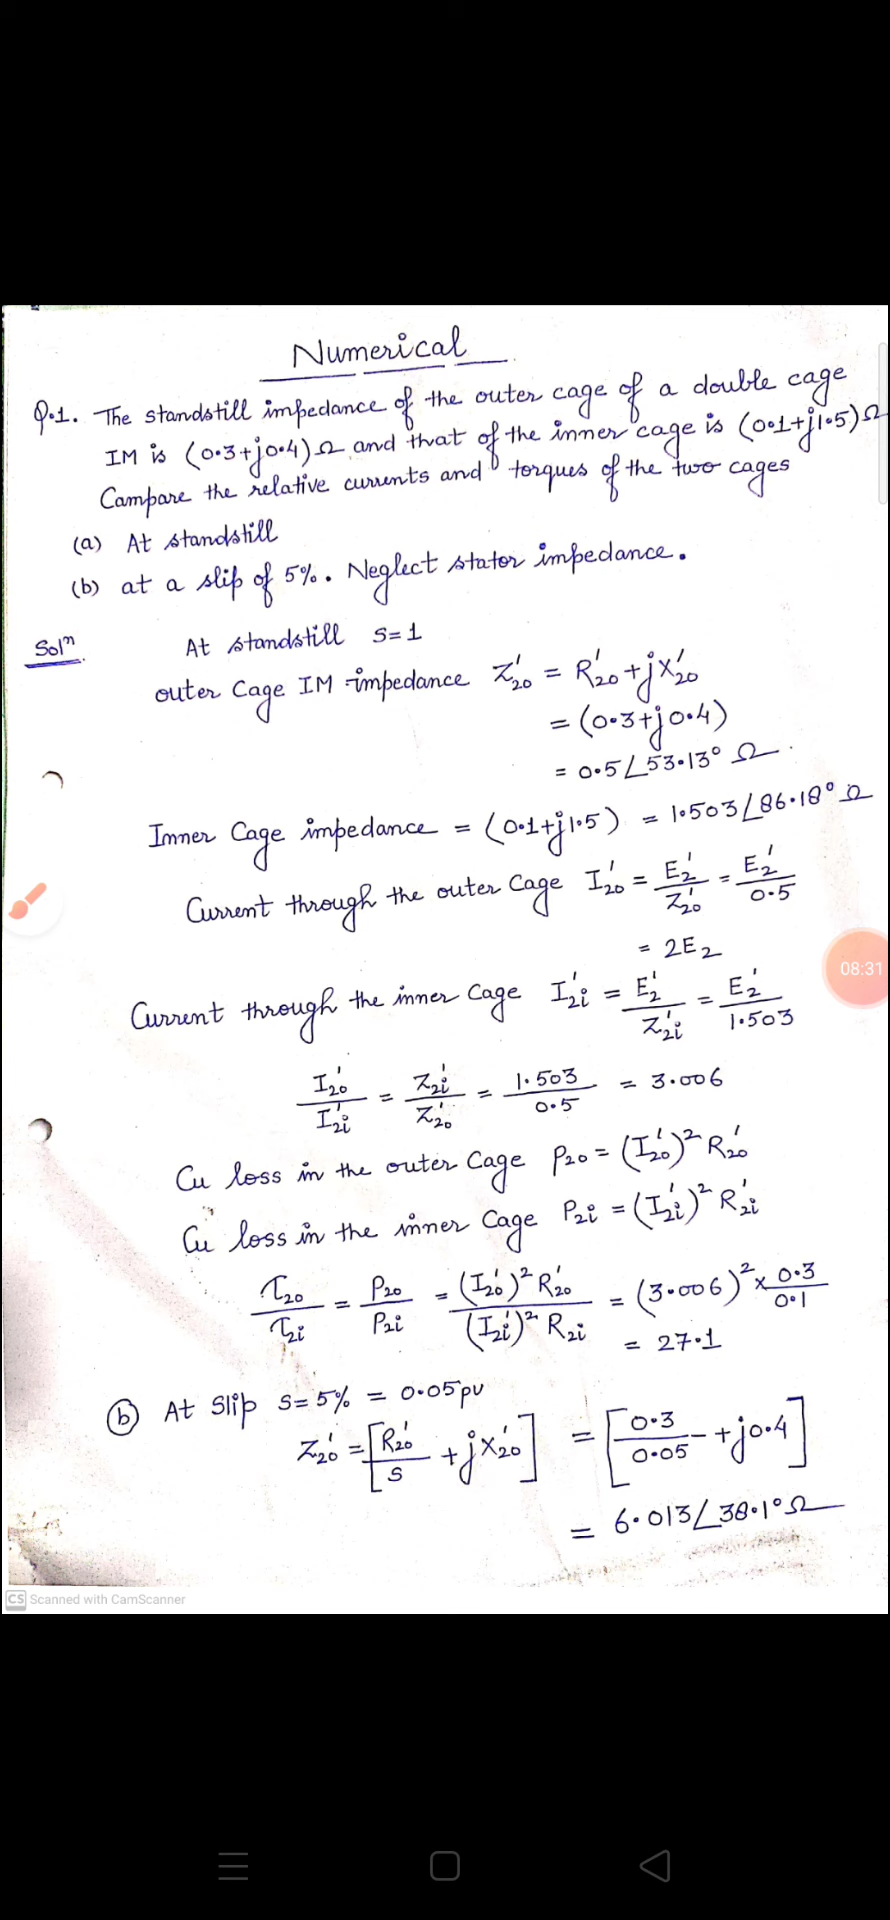 Numerical
Q.1. The standstill impedance of the outer cage of a double cage
IM is (0.3+j0.4)Ω and that of the inner cage is (0.1+j1.5)Ω
Campare the relative currents and torques of the two cages
(a) At standstill
(b) at a slip of 5%. Neglect stator impedance.
Solⁿ At standstill S=1
outer Cage IM impedance Z'₂₀ = R'₂₀+jX'₂₀
= (0.3+j0.4)
= 0.5∠53.13° Ω.
Inner Cage impedance = (0.1+j1.5) = 1.503∠86.18° Ω
Current through the outer Cage I'₂₀ = E₂'/Z'₂₀ = E₂'/0.5
= 2E₂
Current through the inner Cage I'₂i = E₂'/Z'₂i = E₂'/1.503
I'₂₀/I'₂i = Z'₂i/Z'₂₀ = 1.503/0.5 = 3.006
Cu loss in the outer Cage P₂₀ = (I'₂₀)² R'₂₀
Cu loss in the inner Cage P₂i = (I'₂i)² R'₂i
τ₂₀/τ₂i = P₂₀/P₂i = (I'₂₀)² R'₂₀/(I'₂i)² R₂i = (3.006)² × 0.3/0.1
= 27.1
(b) At Slip S=5% = 0.05pu
Z'₂₀ = [R'₂₀/S + jX'₂₀] = [0.3/0.05 + j0.4]
= 6.013∠38.1° Ω
08:31
CS Scanned with CamScanner